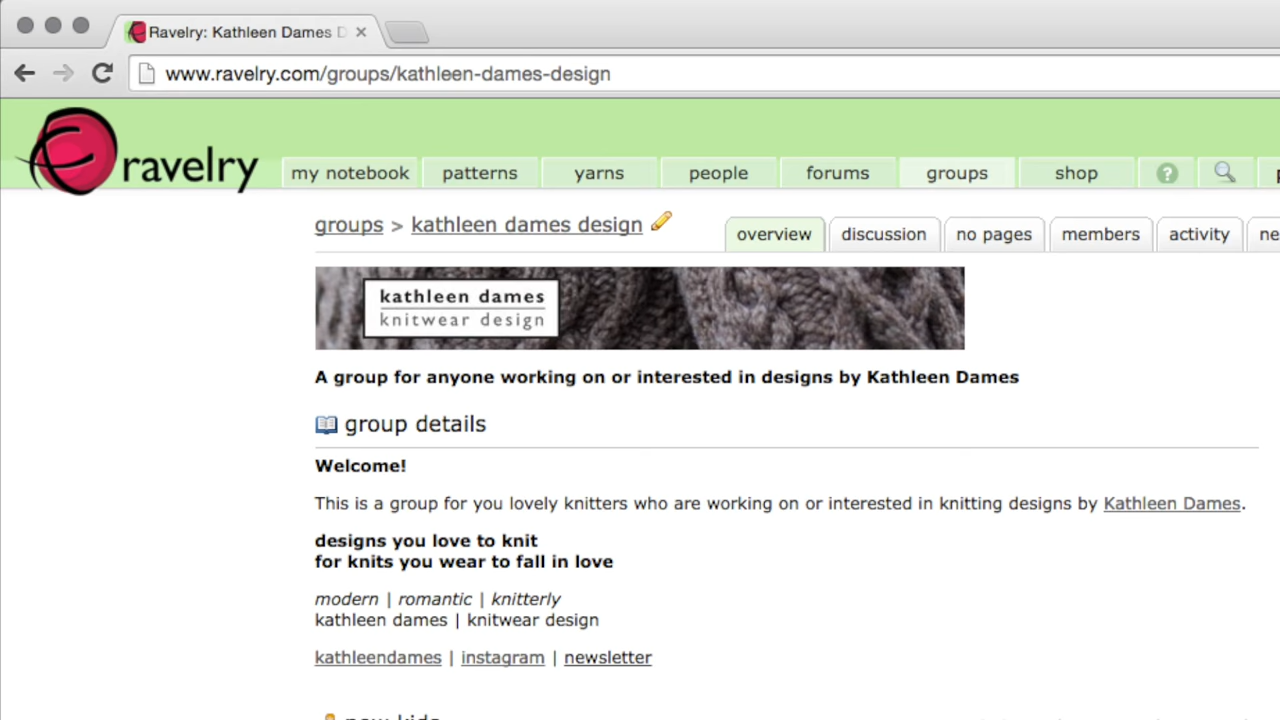 Ravelry: Kathleen Dames D
www.ravelry.com/groups/kathleen-dames-design
ravelry
my notebook patterns yarns people forums groups shop ?
groups > kathleen dames design
overview discussion no pages members activity ne
kathleen dames
knitwear design
A group for anyone working on or interested in designs by Kathleen Dames
group details
Welcome!
This is a group for you lovely knitters who are working on or interested in knitting designs by Kathleen Dames.
designs you love to knit
for knits you wear to fall in love
modern | romantic | knitterly
kathleen dames | knitwear design
kathleendames | instagram | newsletter
new kids